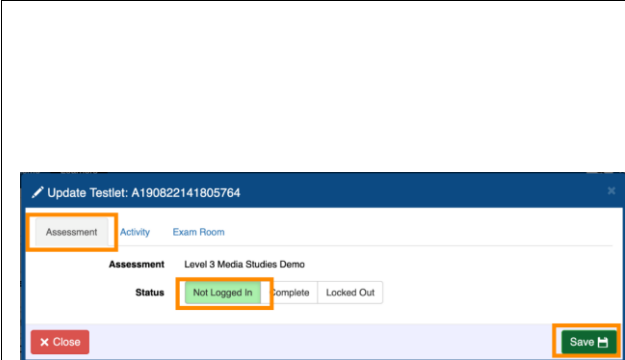 Update Testlet: A190822141805764
×
Assessment Activity Exam Room
Assessment Level 3 Media Studies Demo
Status Not Logged In Complete Locked Out
× Close Save